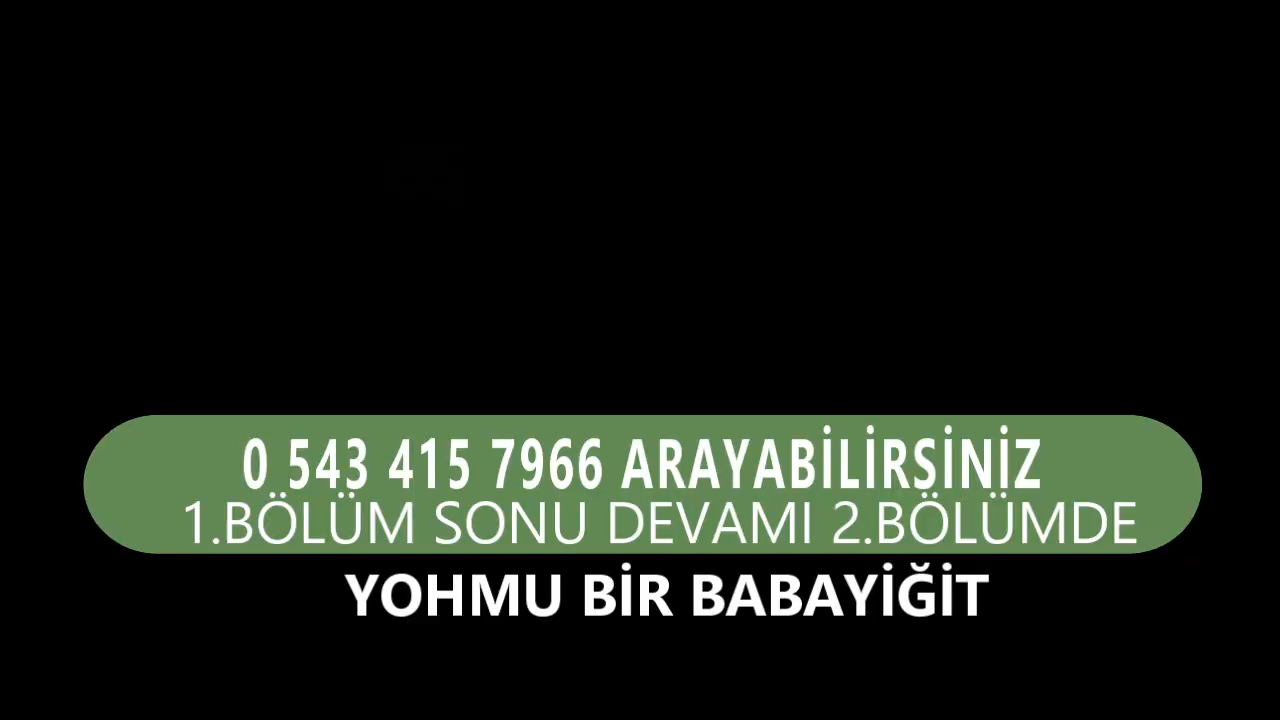 0 543 415 7966 ARAYABİLİRSİNİZ
1.BÖLÜM SONU DEVAMI 2.BÖLÜMDE
YOHMU BİR BABAYİĞİT